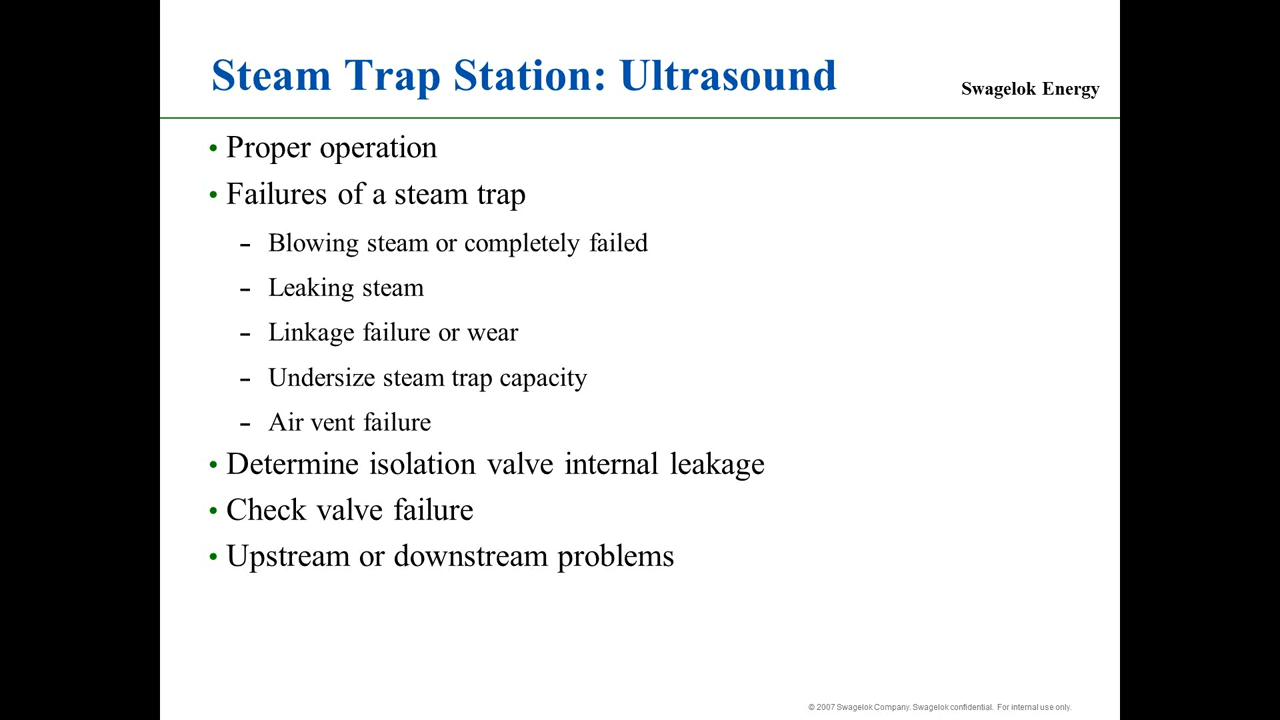 Steam Trap Station: Ultrasound
Swagelok Energy
• Proper operation
• Failures of a steam trap
– Blowing steam or completely failed
– Leaking steam
– Linkage failure or wear
– Undersize steam trap capacity
– Air vent failure
• Determine isolation valve internal leakage
• Check valve failure
• Upstream or downstream problems
© 2007 Swagelok Company. Swagelok confidential. For internal use only.